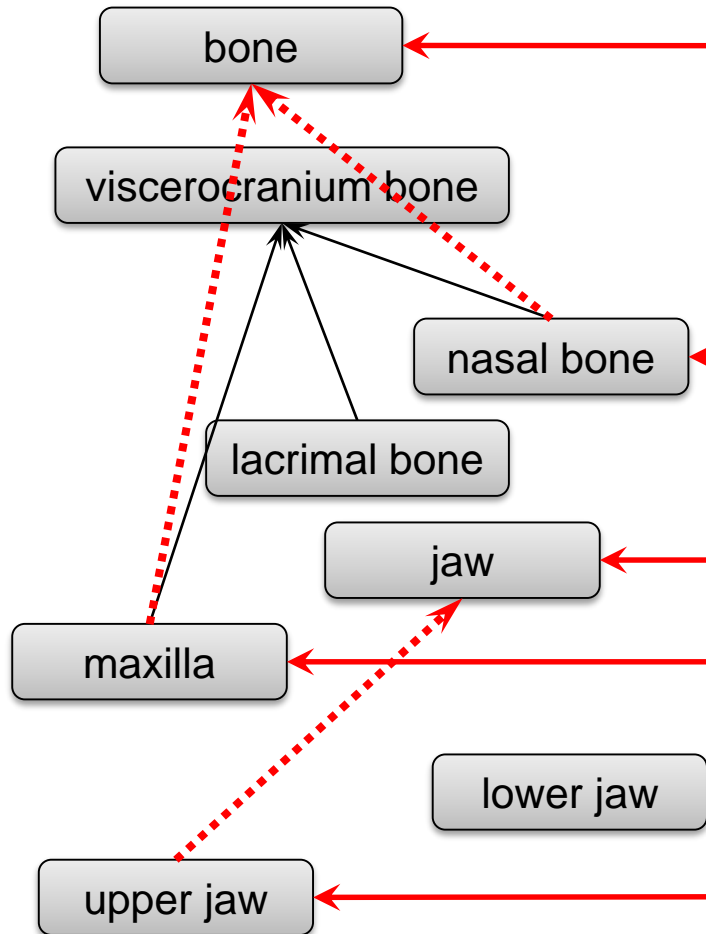 bone
viscerocranium bone
nasal bone
lacrimal bone
jaw
maxilla
lower jaw
upper jaw